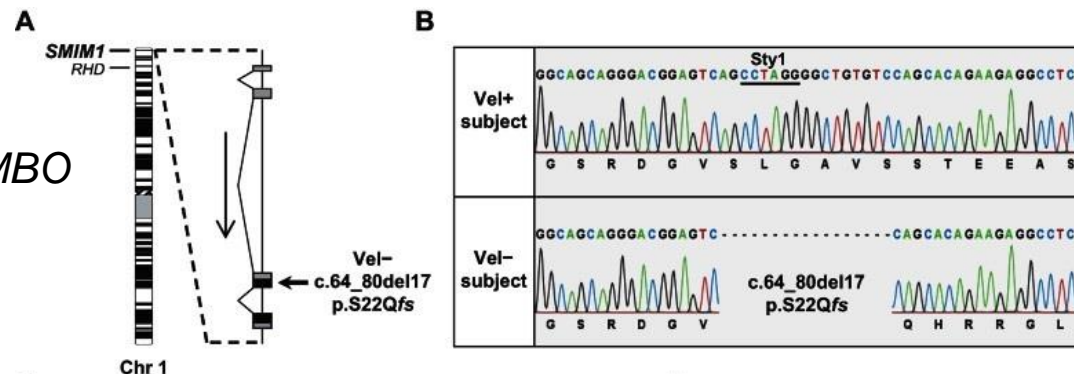 A
SMIM1
RHD
MBO
Vel−
c.64_80del17
p.S22Qfs
Chr 1
B
Sty1
Vel+
subject
GGCAGCAGGGACGGAGTCAGCCTAGGGGCTGTGTCCAGCACAGAAGAGGCCTC
G S R D G V S L G A V S S T E E A S
Vel−
subject
GGCAGCAGGGACGGAGTC-----------------CAGCACAGAAGAGGCCTC
c.64_80del17
p.S22Qfs
G S R D G V Q H R R G L